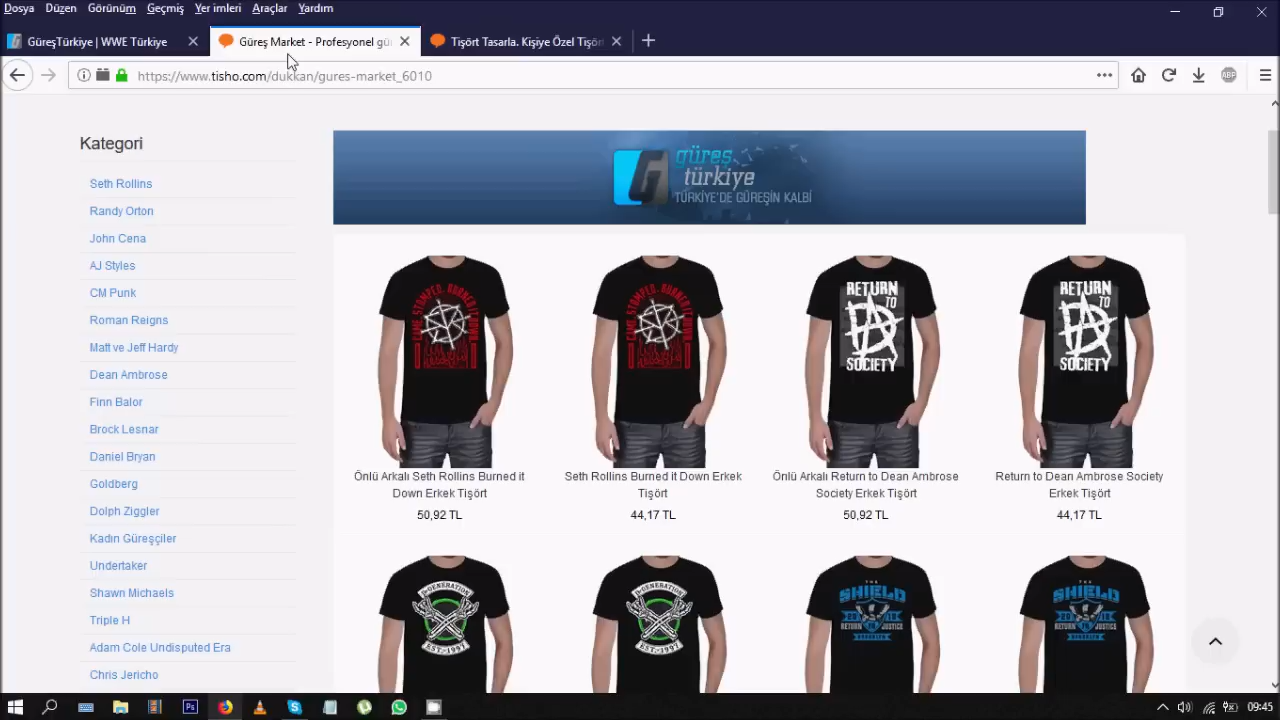 Dosya Düzen Görünüm Geçmiş Yer imleri Araçlar Yardım
GüreşTürkiye | WWE Türkiye
Güreş Market - Profesyonel gü
Tişört Tasarla. Kişiye Özel Tişört
https://www.tisho.com/dukkan/gures-market_6010
ABP
Kategori
Seth Rollins
Randy Orton
John Cena
AJ Styles
CM Punk
Roman Reigns
Matt ve Jeff Hardy
Dean Ambrose
Finn Balor
Brock Lesnar
Daniel Bryan
Goldberg
Dolph Ziggler
Kadın Güreşçiler
Undertaker
Shawn Michaels
Triple H
Adam Cole Undisputed Era
Chris Jericho
G
güreş
türkiye
TÜRKİYE'DE GÜREŞİN KALBİ
RETURN
TO
SOCIETY
RETURN
TO
SOCIETY
Önlü Arkalı Seth Rollins Burned it
Down Erkek Tişört
50,92 TL
Seth Rollins Burned it Down Erkek
Tişört
44,17 TL
Önlü Arkalı Return to Dean Ambrose
Society Erkek Tişört
50,92 TL
Return to Dean Ambrose Society
Erkek Tişört
44,17 TL
D-GENERATION
EST.-1997
D-GENERATION
EST.-1997
THE
SHIELD
RETURN JUSTICE
THE
SHIELD
RETURN JUSTICE
Ps
09:45